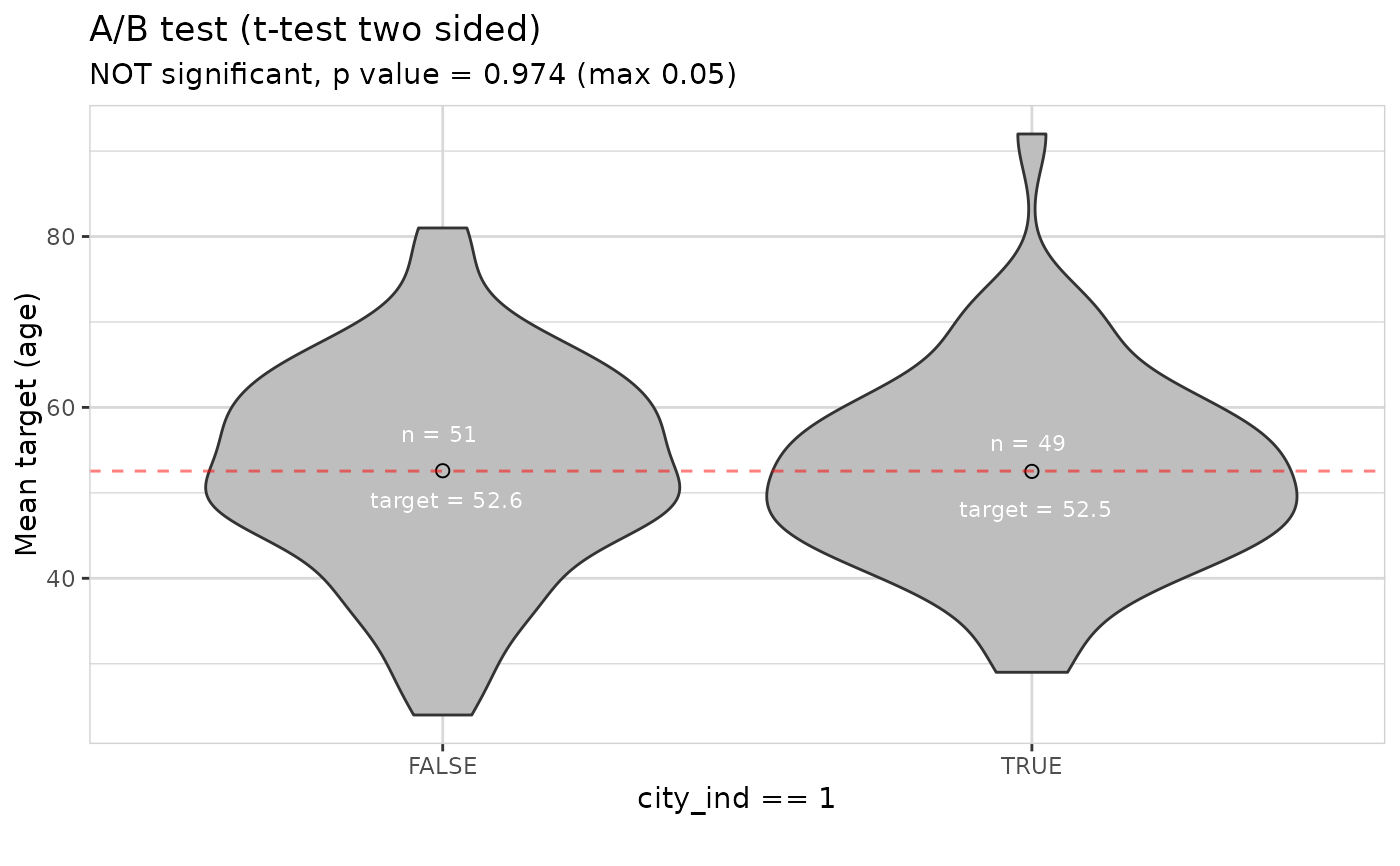 A/B test (t-test two sided)
NOT significant, p value = 0.974 (max 0.05)
Mean target (age)
80
60
40
n = 51
target = 52.6
n = 49
target = 52.5
FALSE
TRUE
city_ind == 1